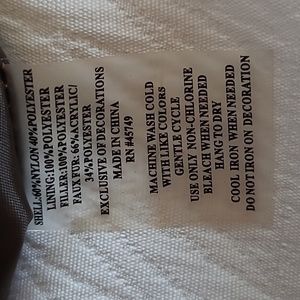 SHELL:60%NYLON 40%POLYESTER
LINING:100%POLYESTER
FILLER:100%POLYESTER
FAUX FUR: 66%ACRYLIC/
34%POLYESTER
EXCLUSIVE OF DECORATIONS
MADE IN CHINA
RN #45749
MACHINE WASH COLD
WITH LIKE COLORS
GENTLE CYCLE
USE ONLY NON-CHLORINE
BLEACH WHEN NEEDED
HANG TO DRY
COOL IRON WHEN NEEDED
DO NOT IRON ON DECORATION